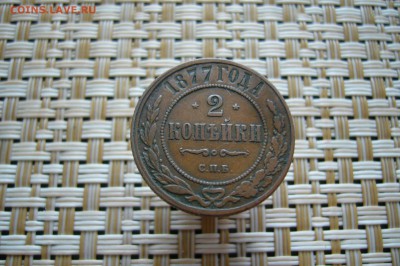 COINS.LAVE.RU
1877 ГОДА
2
КОПѢЙКИ
С.П.Б.